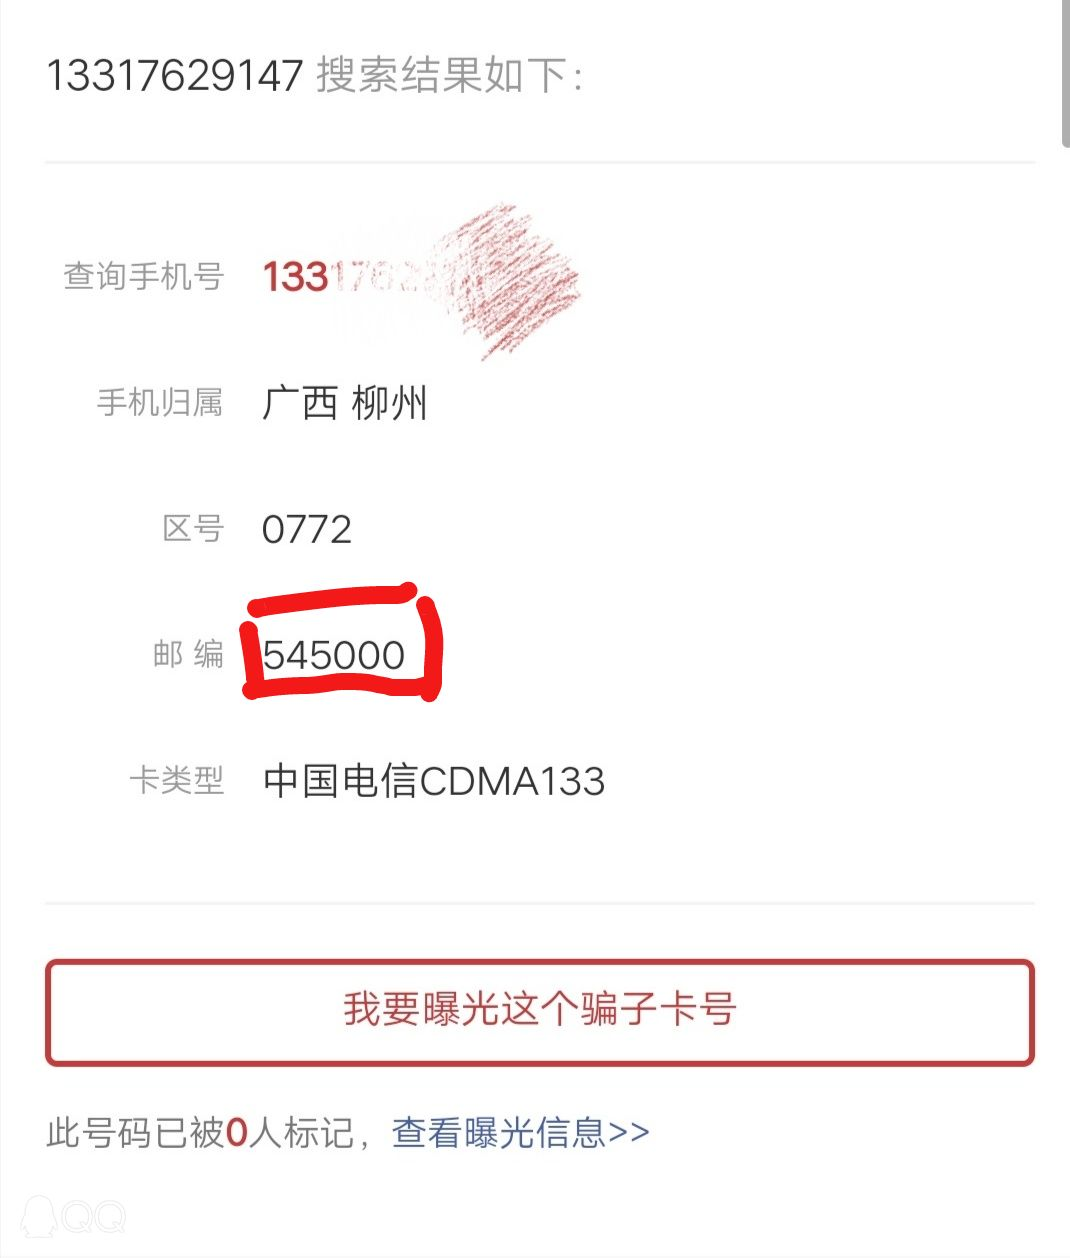 13317629147 搜索结果如下:
查询手机号 133
手机归属 广西 柳州
区号 0772
邮 编 545000
卡类型 中国电信CDMA133
我要曝光这个骗子卡号
此号码已被0人标记，查看曝光信息>>
QQ